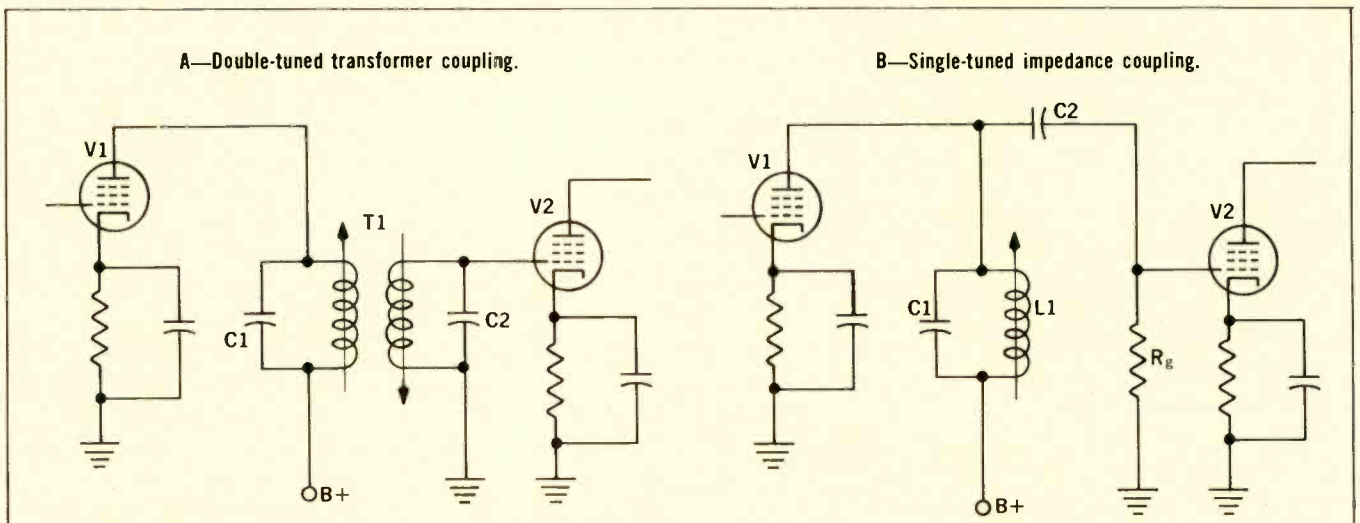 A—Double-tuned transformer coupling.
V1
T1
V2
C1
C2
B+
B—Single-tuned impedance coupling.
C2
V1
V2
C1
L1
Rg
B+